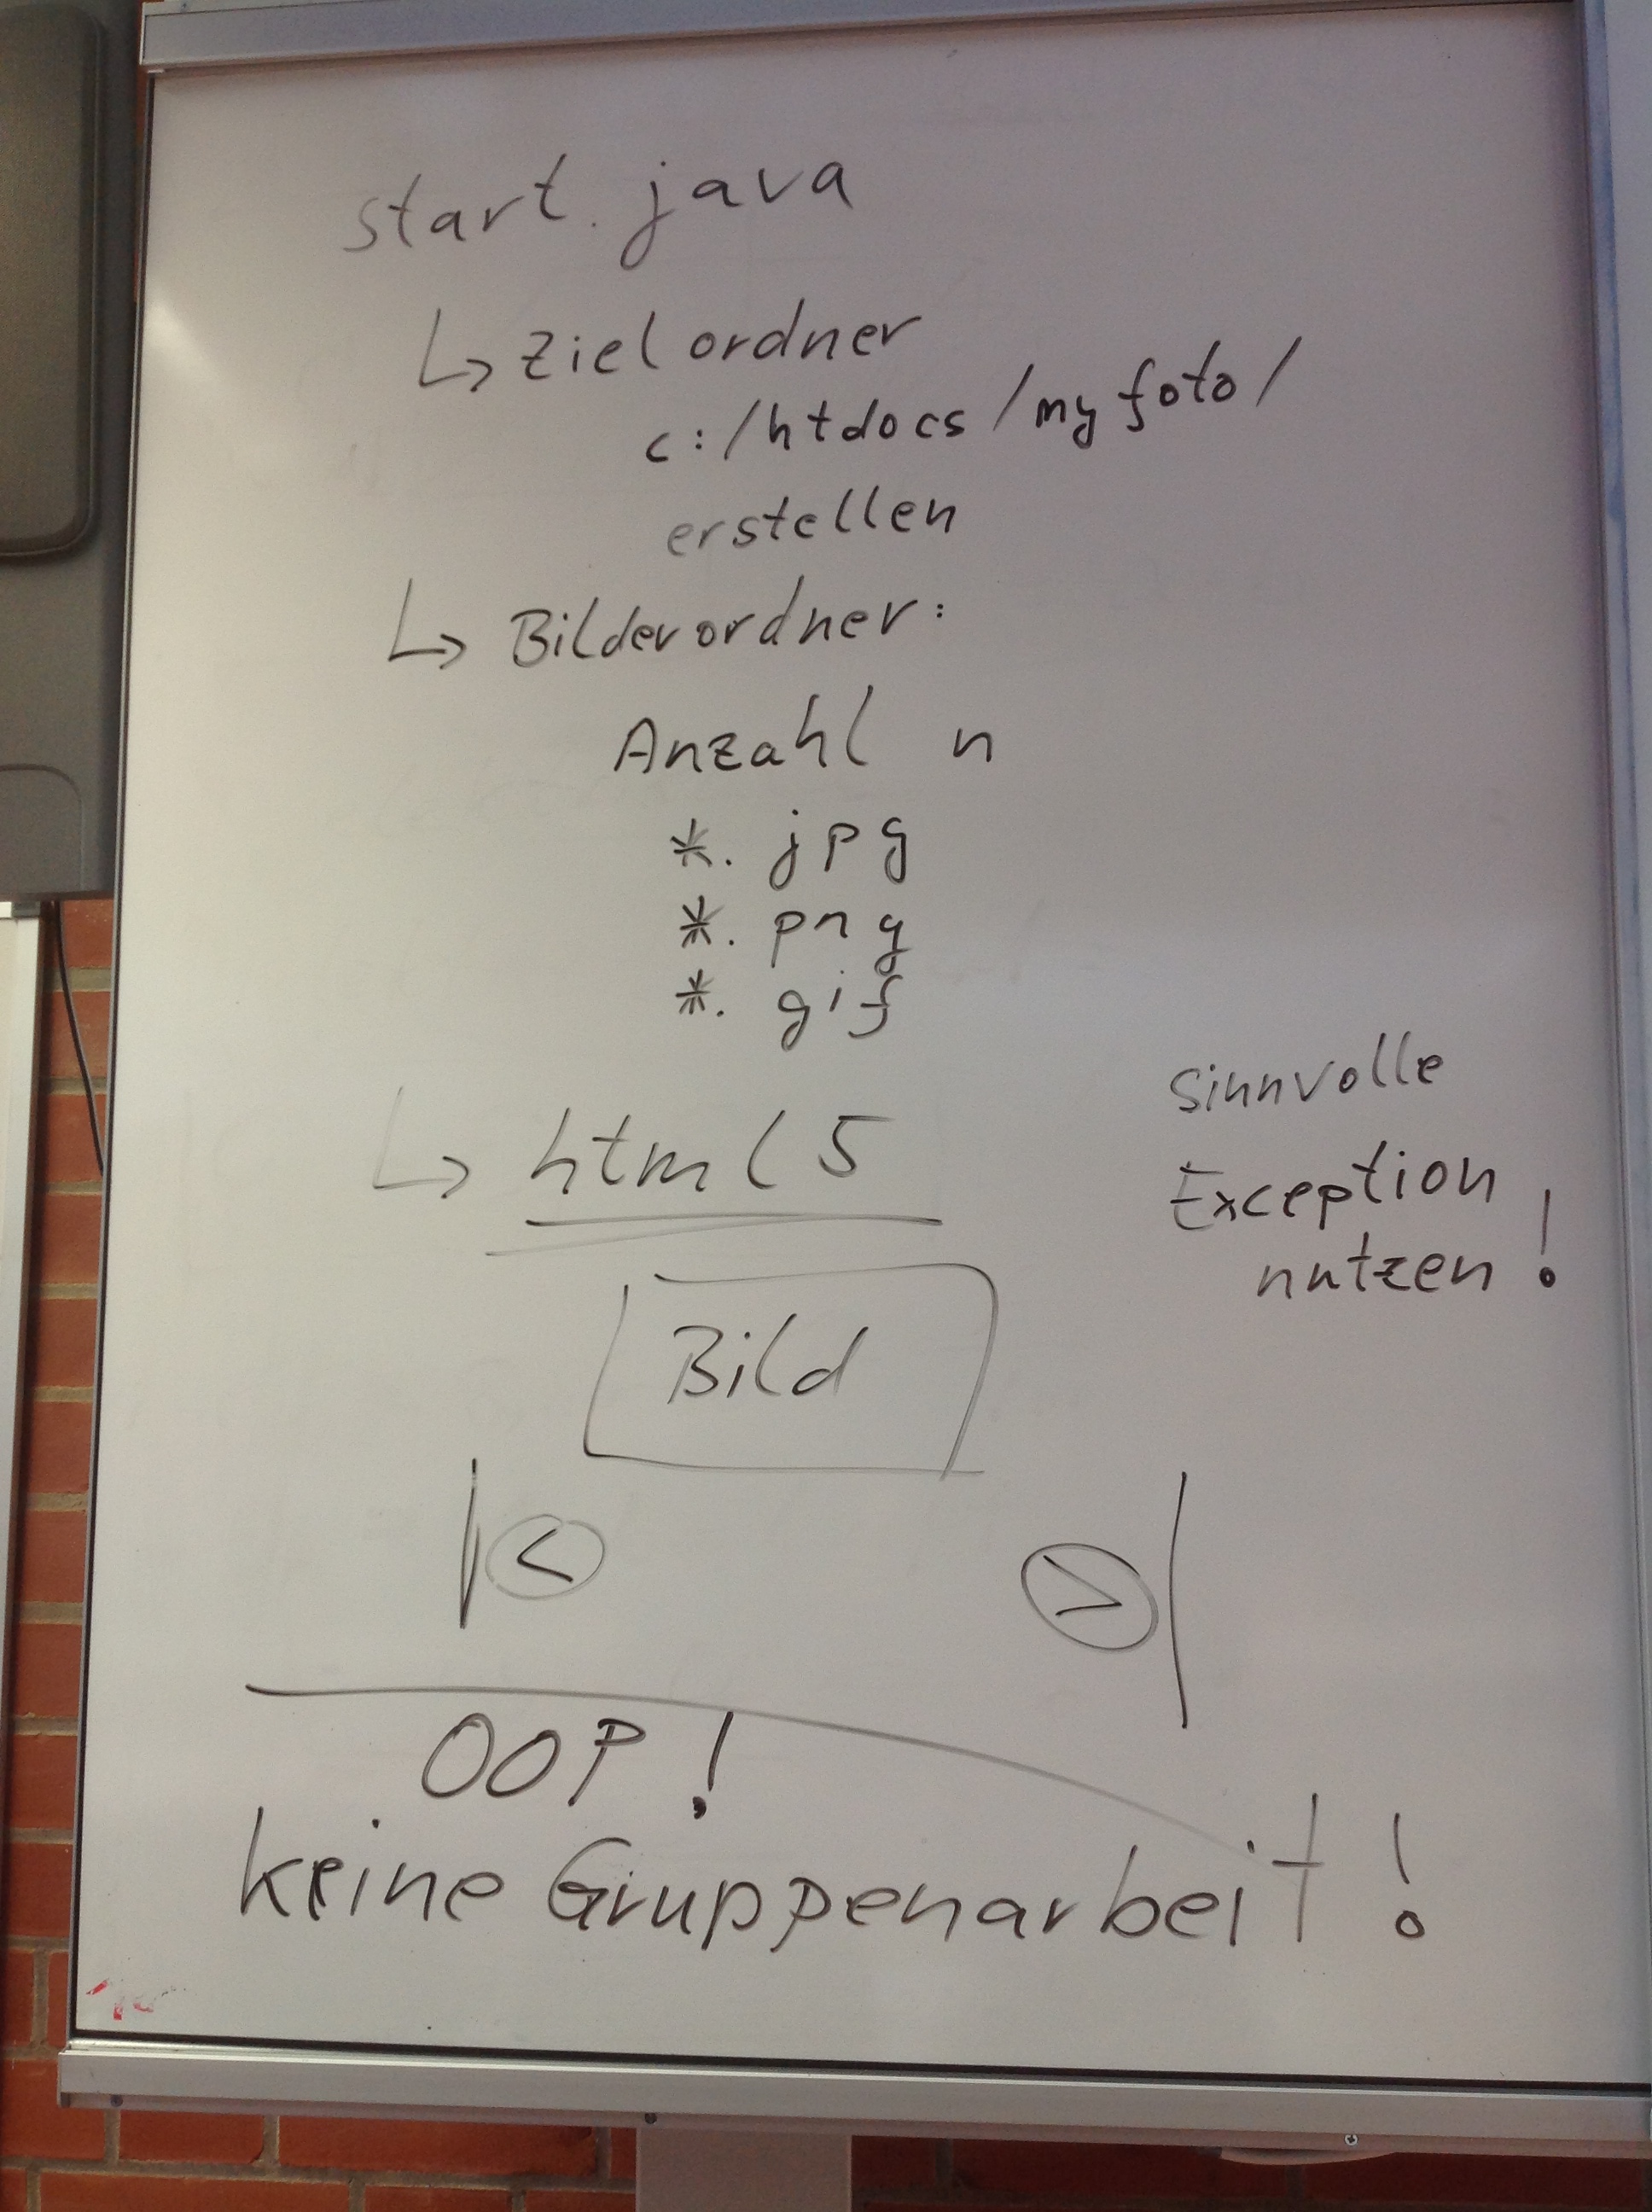 start.java
↳ zielordner
c:/htdocs/myfoto/
erstellen
↳ Bilderordner:
Anzahl n
*.jpg
*.png
*.gif
↳ html5
sinnvolle
Exception
nutzen!
Bild
|<
>|
OOP!
keine Gruppenarbeit!